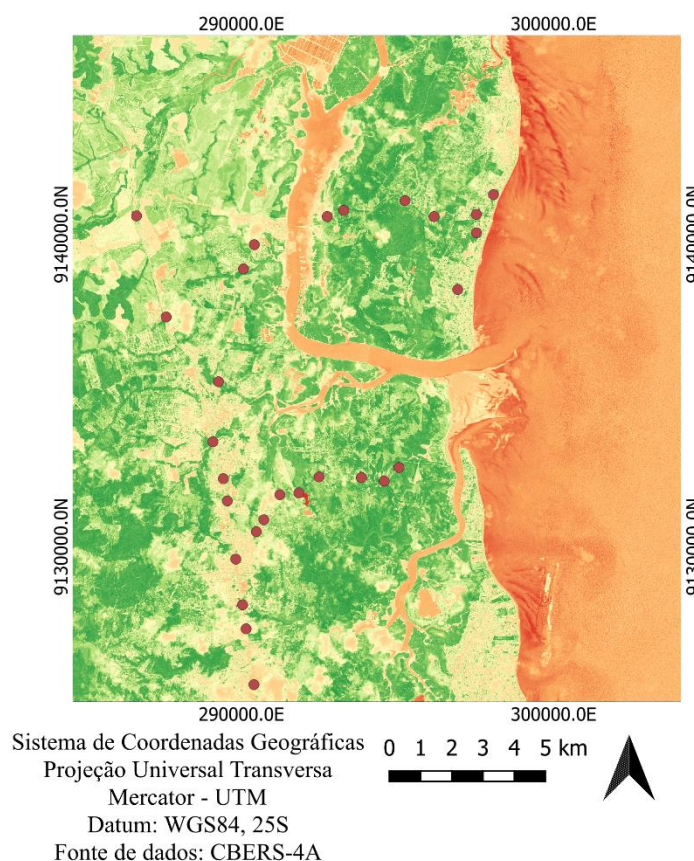 290000.0E 300000.0E
9140000.0N 9140000.0N
9130000.0N 9130000.0N
290000.0E 300000.0E
Sistema de Coordenadas Geográficas
Projeção Universal Transversa
Mercator - UTM
Datum: WGS84, 25S
Fonte de dados: CBERS-4A
0 1 2 3 4 5 km